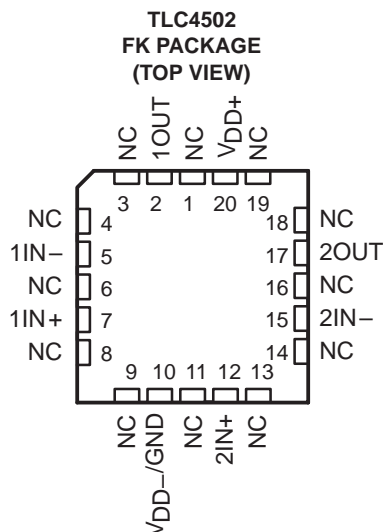 TLC4502
FK PACKAGE
(TOP VIEW)
NC
1OUT
NC
VDD+
NC
3 2 1 20 19
NC 4
18 NC
1IN− 5
17 2OUT
NC 6
16 NC
1IN+ 7
15 2IN−
NC 8
14 NC
9 10 11 12 13
NC
VDD−/GND
NC
2IN+
NC